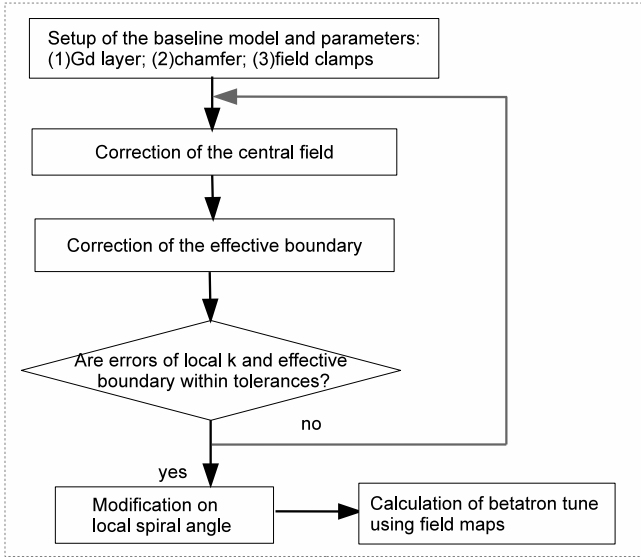 Setup of the baseline model and parameters:
(1)Gd layer; (2)chamfer; (3)field clamps
Correction of the central field
Correction of the effective boundary
Are errors of local k and effective
boundary within tolerances?
no
yes
Modification on
local spiral angle
Calculation of betatron tune
using field maps